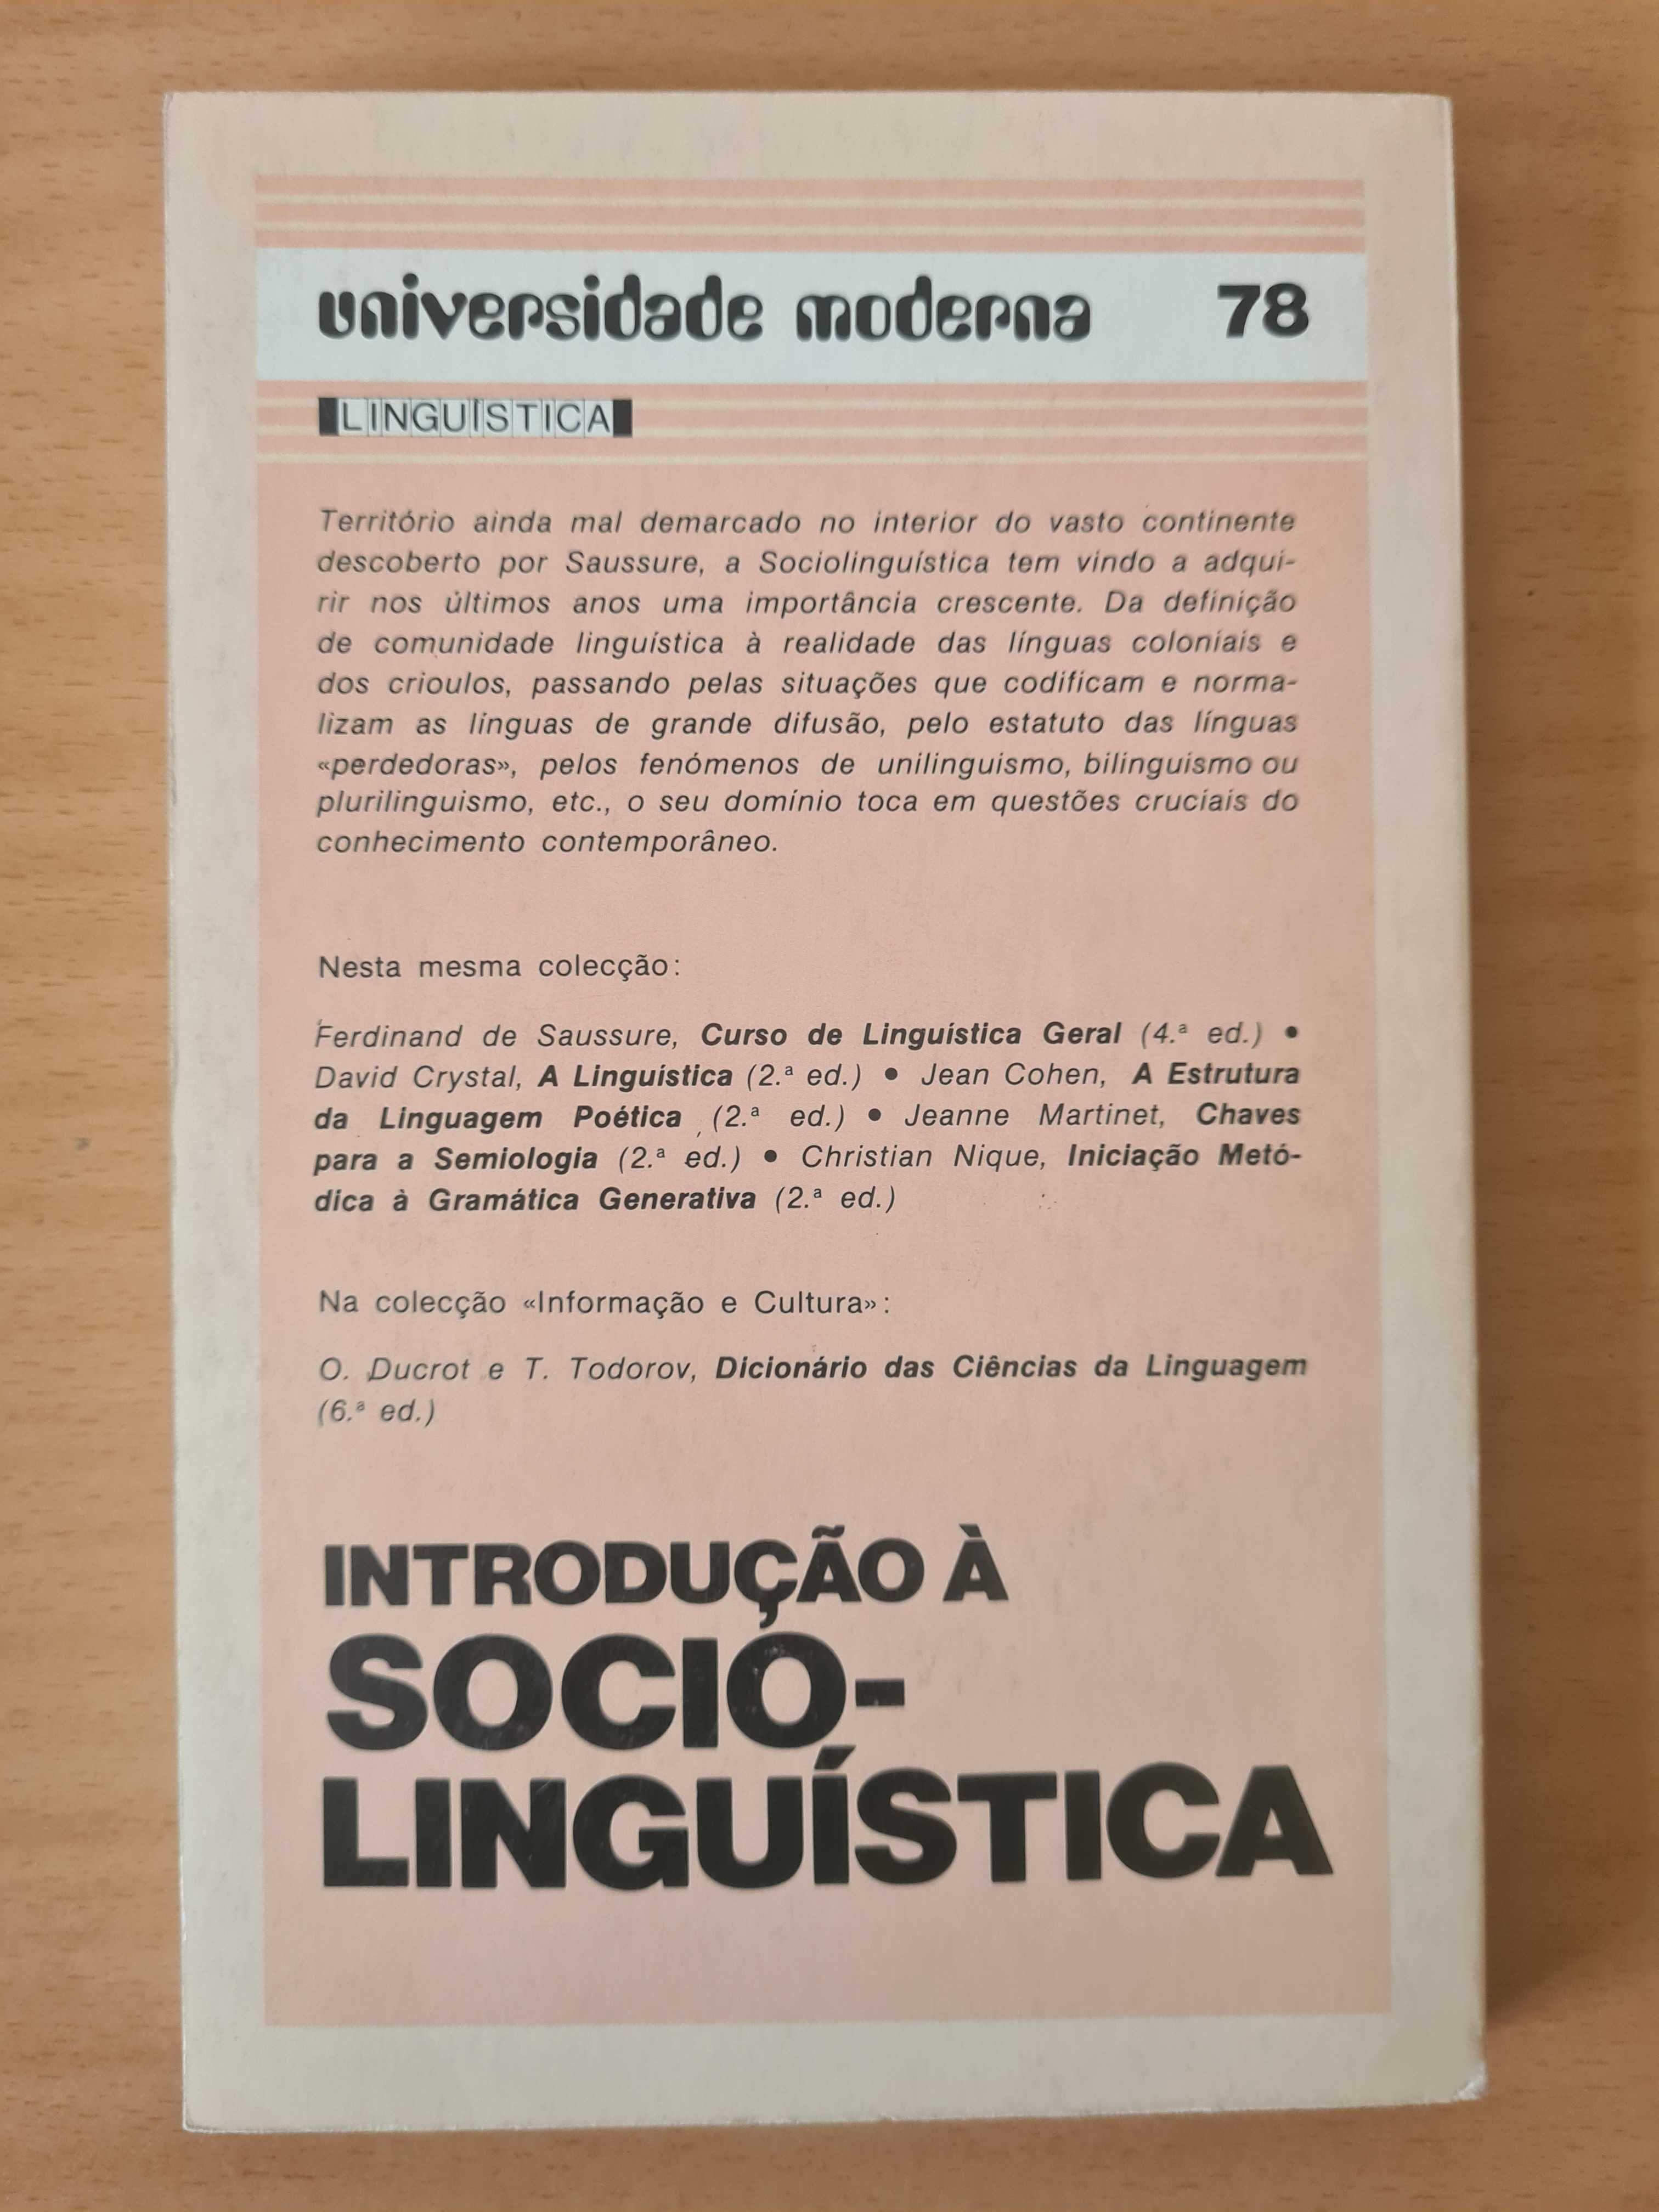 universidade moderna 78
LINGUÍSTICA
Território ainda mal demarcado no interior do vasto continente
descoberto por Saussure, a Sociolinguística tem vindo a adqui-
rir nos últimos anos uma importância crescente. Da definição
de comunidade linguística à realidade das línguas coloniais e
dos crioulos, passando pelas situações que codificam e norma-
lizam as línguas de grande difusão, pelo estatuto das línguas
«perdedoras», pelos fenómenos de unilinguismo, bilinguismo ou
plurilinguismo, etc., o seu domínio toca em questões cruciais do
conhecimento contemporâneo.
Nesta mesma colecção:
Ferdinand de Saussure, Curso de Linguística Geral (4.ª ed.) •
David Crystal, A Linguística (2.ª ed.) • Jean Cohen, A Estrutura
da Linguagem Poética (2.ª ed.) • Jeanne Martinet, Chaves
para a Semiologia (2.ª ed.) • Christian Nique, Iniciação Metó-
dica à Gramática Generativa (2.ª ed.)
Na colecção «Informação e Cultura»:
O. Ducrot e T. Todorov, Dicionário das Ciências da Linguagem
(6.ª ed.)
INTRODUÇÃO À
SOCIO-
LINGUÍSTICA